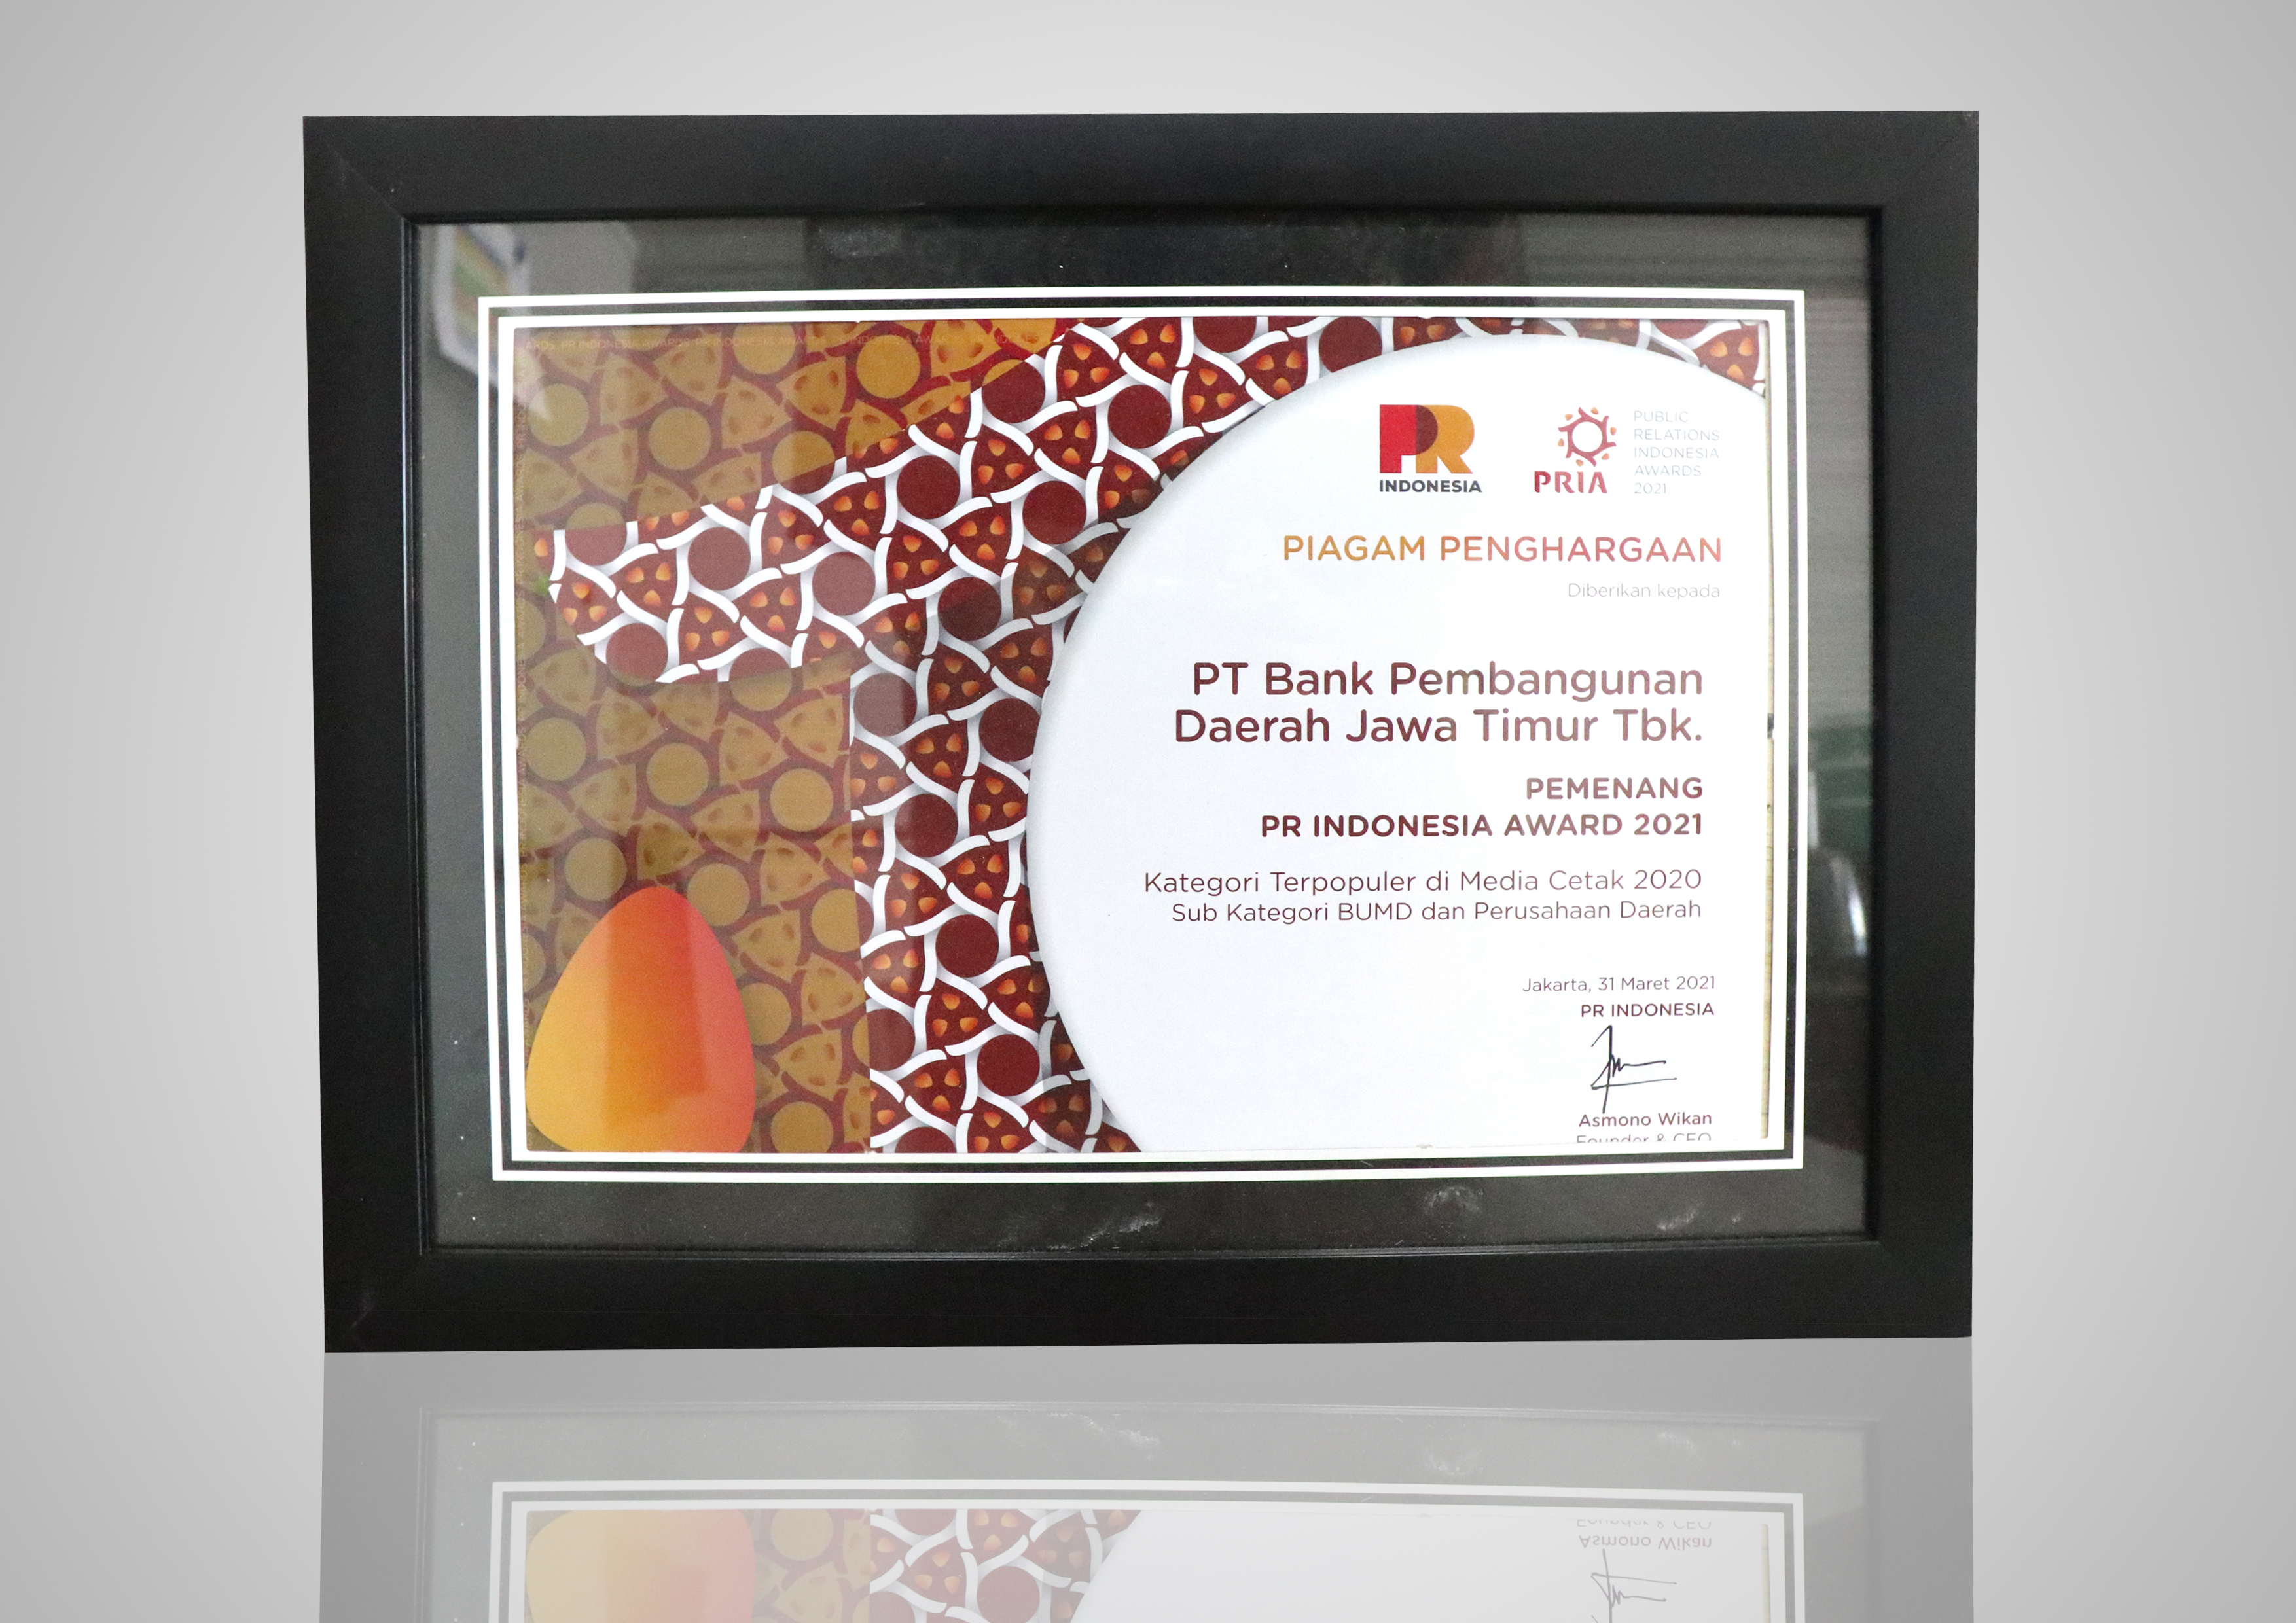 PR
INDONESIA
PRIA
PUBLIC
RELATIONS
INDONESIA
AWARDS
2021
PIAGAM PENGHARGAAN
Diberikan kepada
PT Bank Pembangunan
Daerah Jawa Timur Tbk.
PEMENANG
PR INDONESIA AWARD 2021
Kategori Terpopuler di Media Cetak 2020
Sub Kategori BUMD dan Perusahaan Daerah
Jakarta, 31 Maret 2021
PR INDONESIA
Asmono Wikan
Founder & CEO